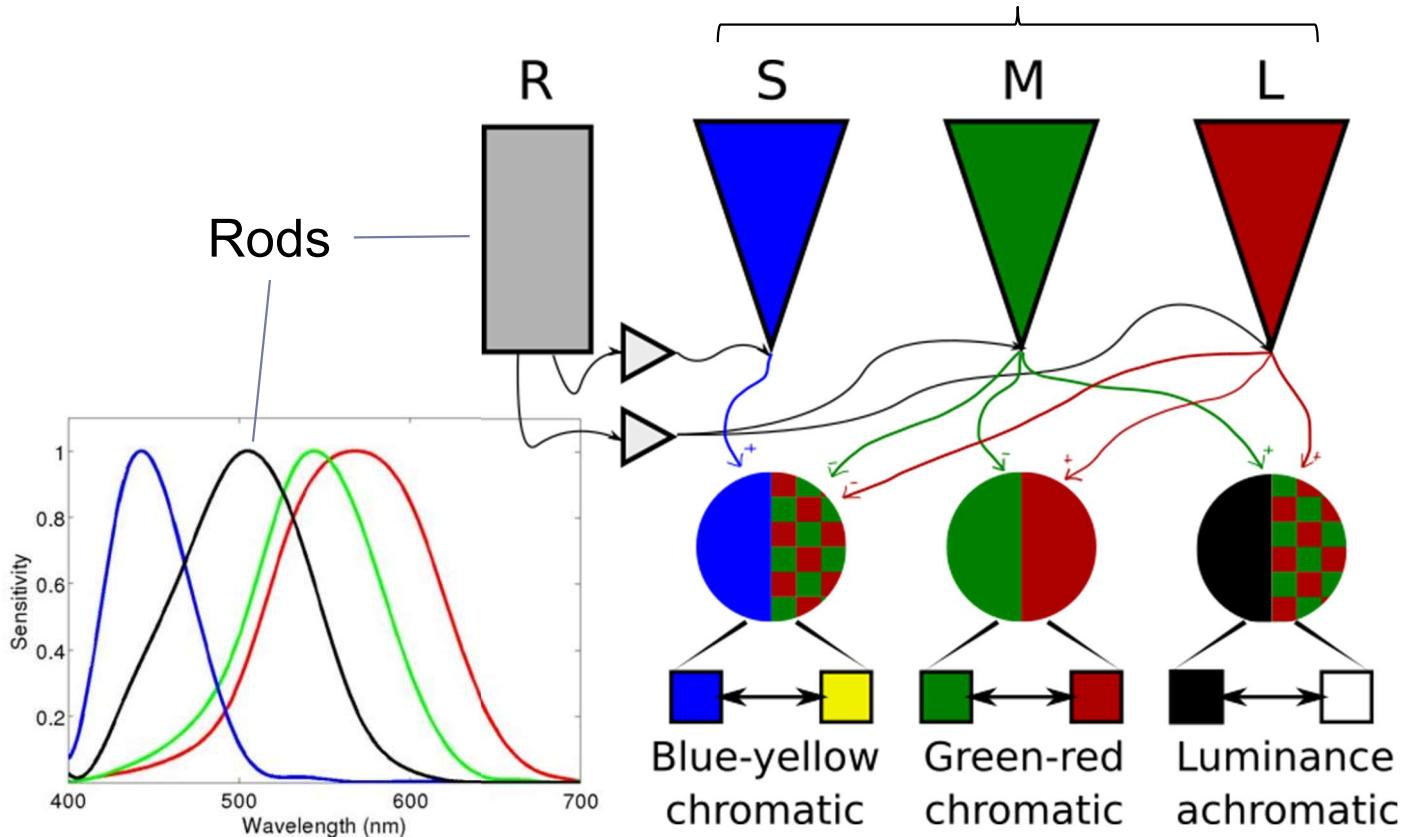 R
S
M
L
Rods
+
-
-
-
+
+
+
1
0.8
0.6
0.4
0.2
Sensitivity
400
500
600
700
Wavelength (nm)
Blue-yellow
chromatic
Green-red
chromatic
Luminance
achromatic